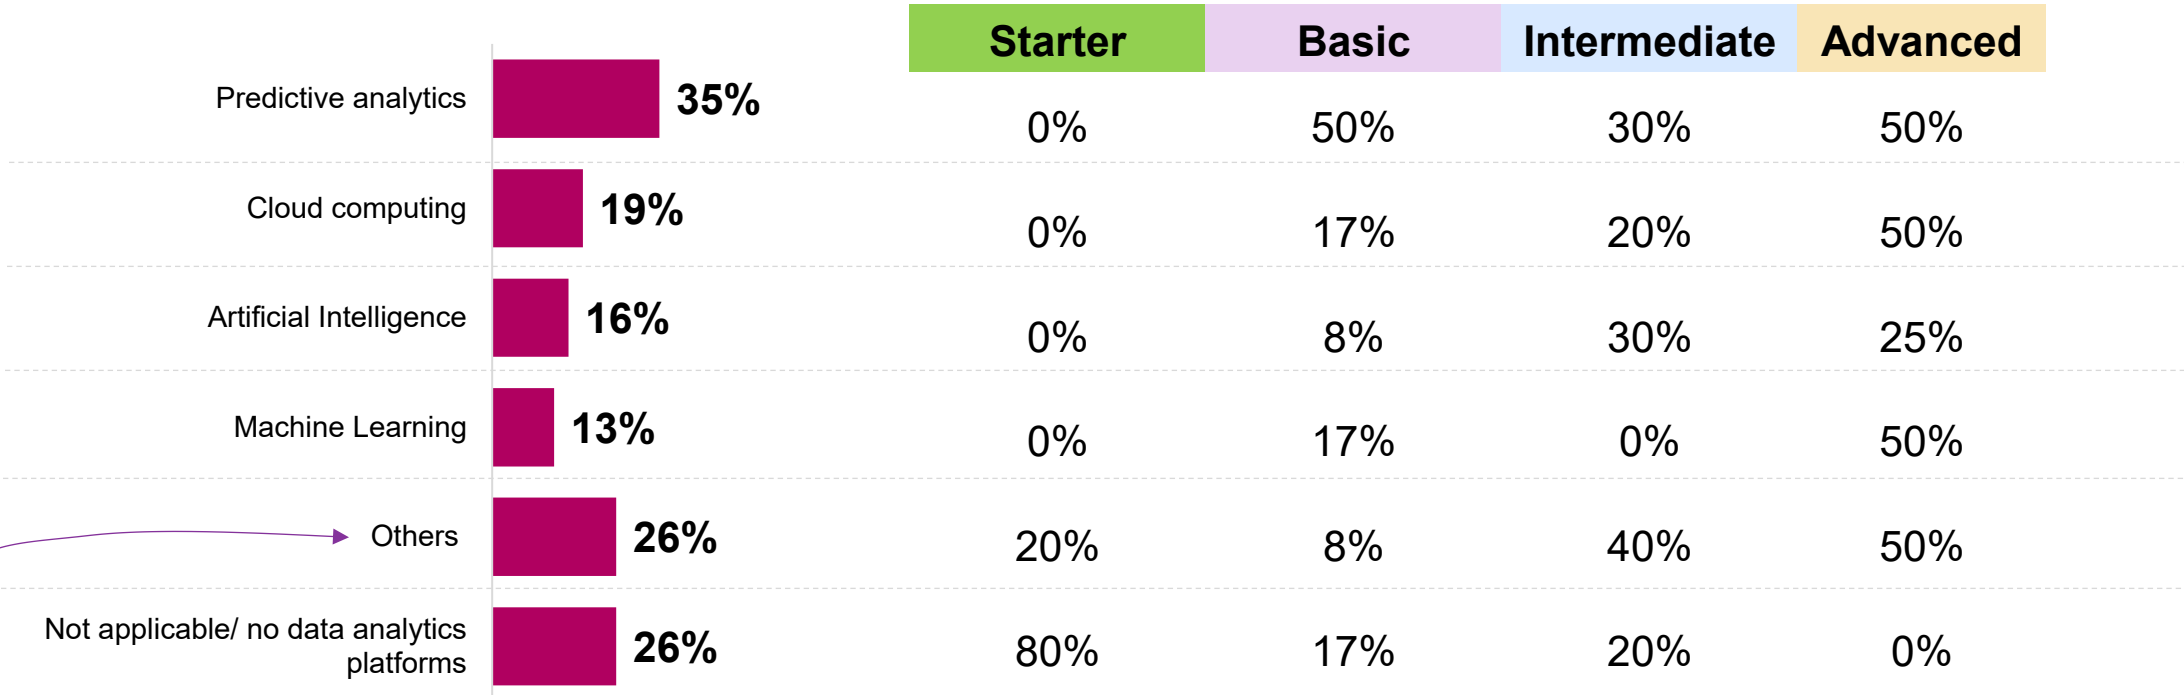 Starter Basic Intermediate Advanced
Predictive analytics 35% 0% 50% 30% 50%
Cloud computing 19% 0% 17% 20% 50%
Artificial Intelligence 16% 0% 8% 30% 25%
Machine Learning 13% 0% 17% 0% 50%
Others 26% 20% 8% 40% 50%
Not applicable/ no data analytics
platforms 26% 80% 17% 20% 0%